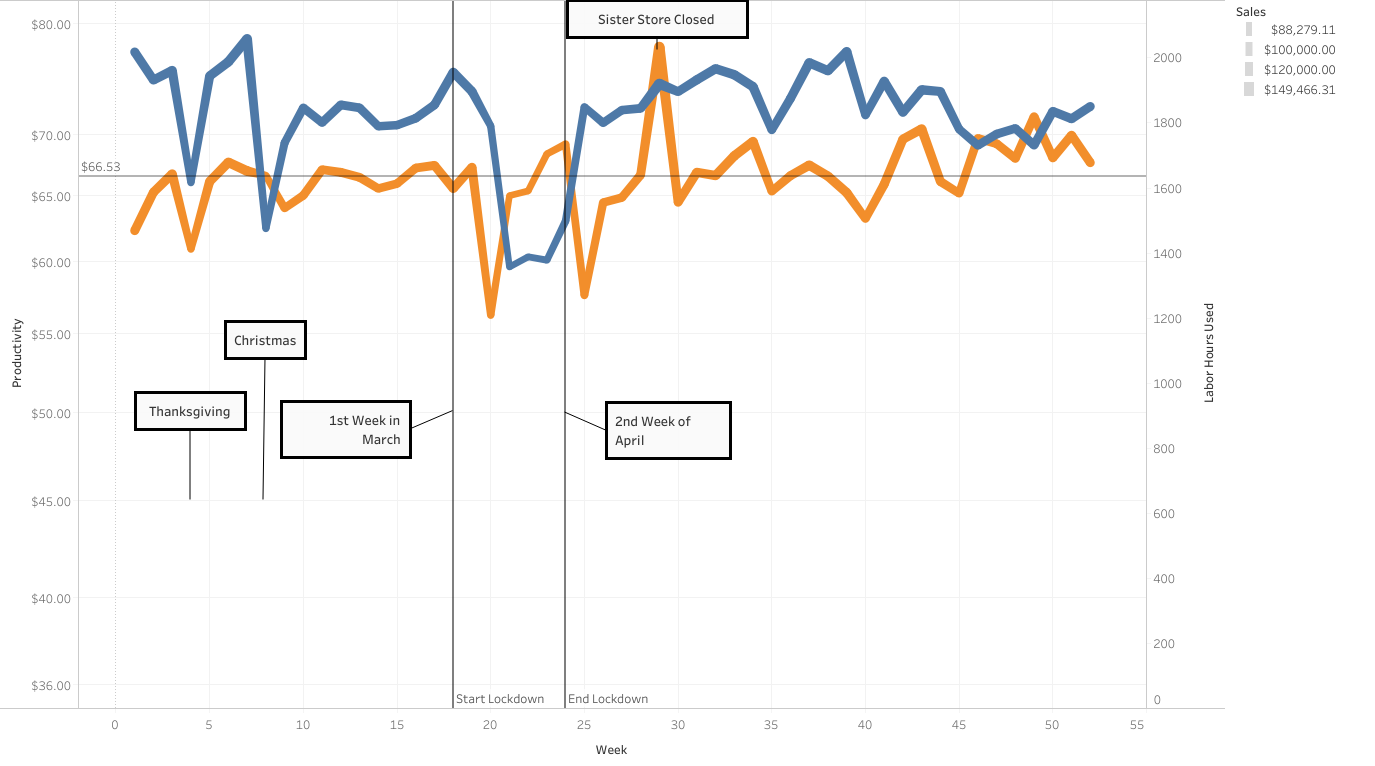 Sister Store Closed
Sales
$88,279.11
$100,000.00
$120,000.00
$149,466.31
$80.00
$70.00
$66.53
$65.00
$60.00
$55.00
$50.00
$45.00
$40.00
$36.00
Productivity
Christmas
Thanksgiving
1st Week in
March
2nd Week of
April
Start Lockdown
End Lockdown
2000
1800
1600
1400
1200
1000
800
600
400
200
0
Labor Hours Used
0 5 10 15 20 25 30 35 40 45 50 55
Week